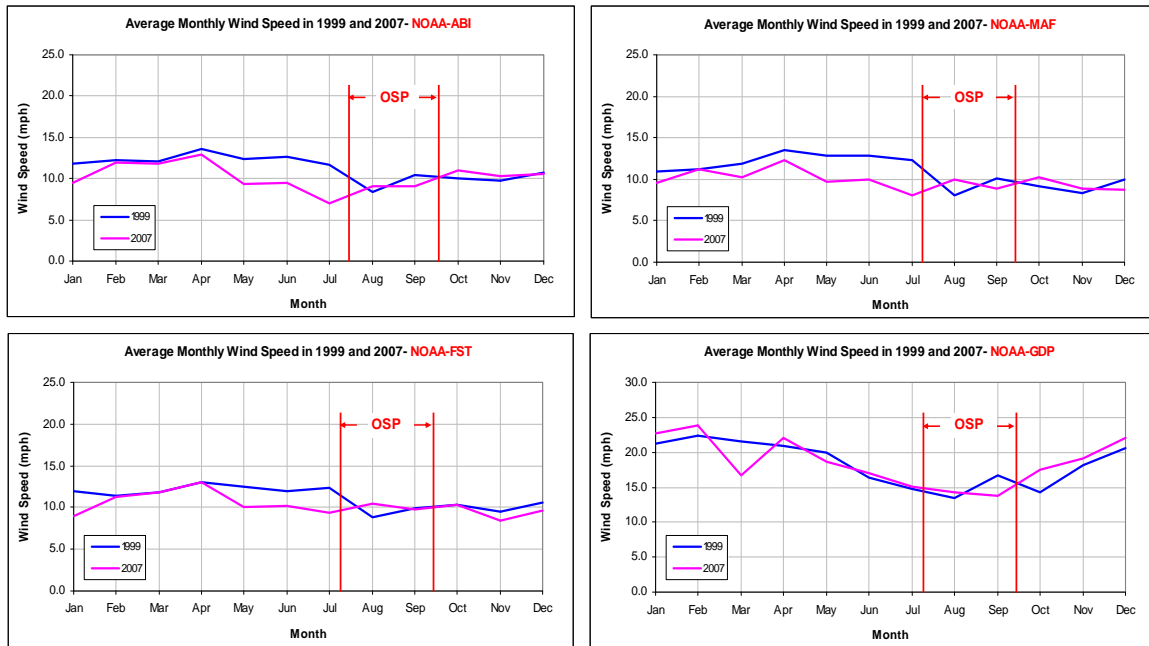 Average Monthly Wind Speed in 1999 and 2007- NOAA-ABI
25.0
20.0
15.0
10.0
5.0
0.0
Wind Speed (mph)
OSP
1999
2007
Jan Feb Mar Apr May Jun Jul Aug Sep Oct Nov Dec
Month
Average Monthly Wind Speed in 1999 and 2007- NOAA-MAF
25.0
20.0
15.0
10.0
5.0
0.0
Wind Speed (mph)
OSP
1999
2007
Jan Feb Mar Apr May Jun Jul Aug Sep Oct Nov Dec
Month
Average Monthly Wind Speed in 1999 and 2007- NOAA-FST
25.0
20.0
15.0
10.0
5.0
0.0
Wind Speed (mph)
OSP
1999
2007
Jan Feb Mar Apr May Jun Jul Aug Sep Oct Nov Dec
Month
Average Monthly Wind Speed in 1999 and 2007- NOAA-GDP
30.0
25.0
20.0
15.0
10.0
5.0
0.0
Wind Speed (mph)
OSP
1999
2007
Jan Feb Mar Apr May Jun Jul Aug Sep Oct Nov Dec
Month